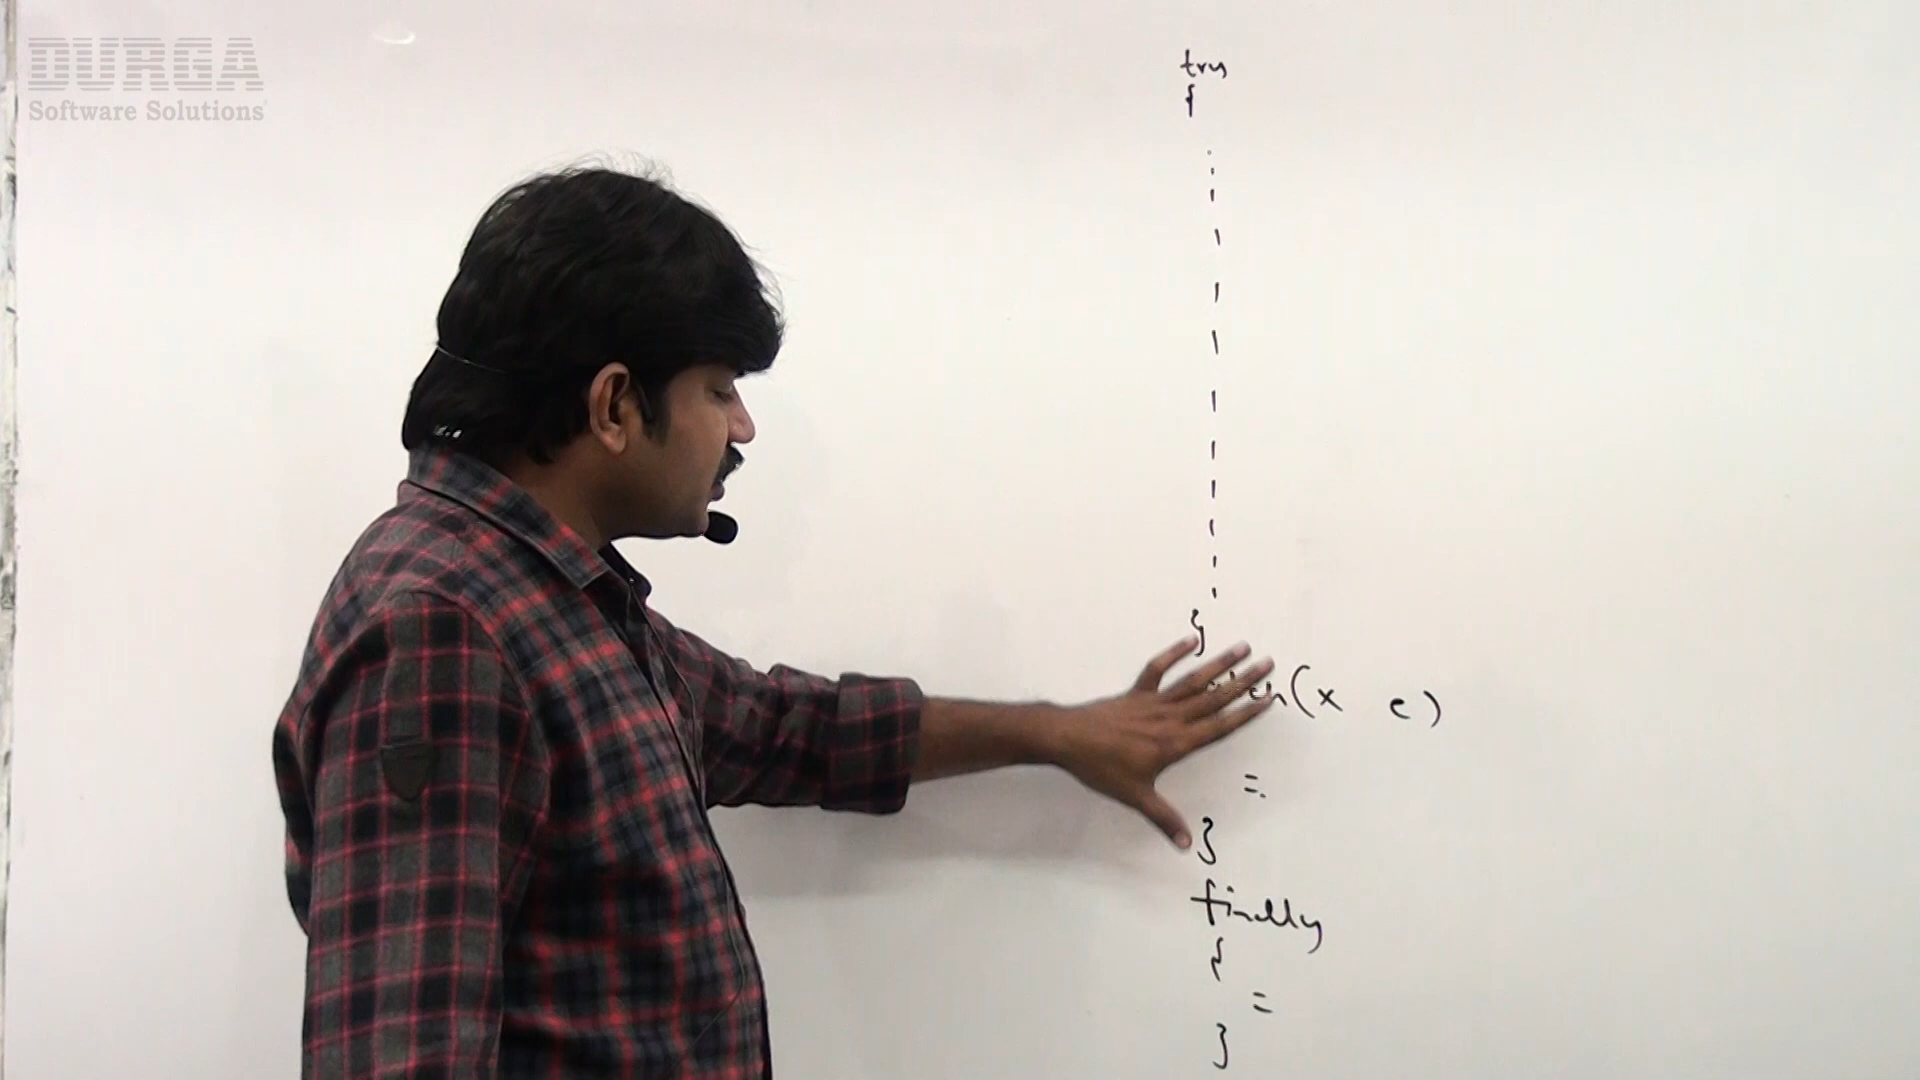 DURGA
Software Solutions
try
{
}
catch(x e)
=
}
finally
{
=
}